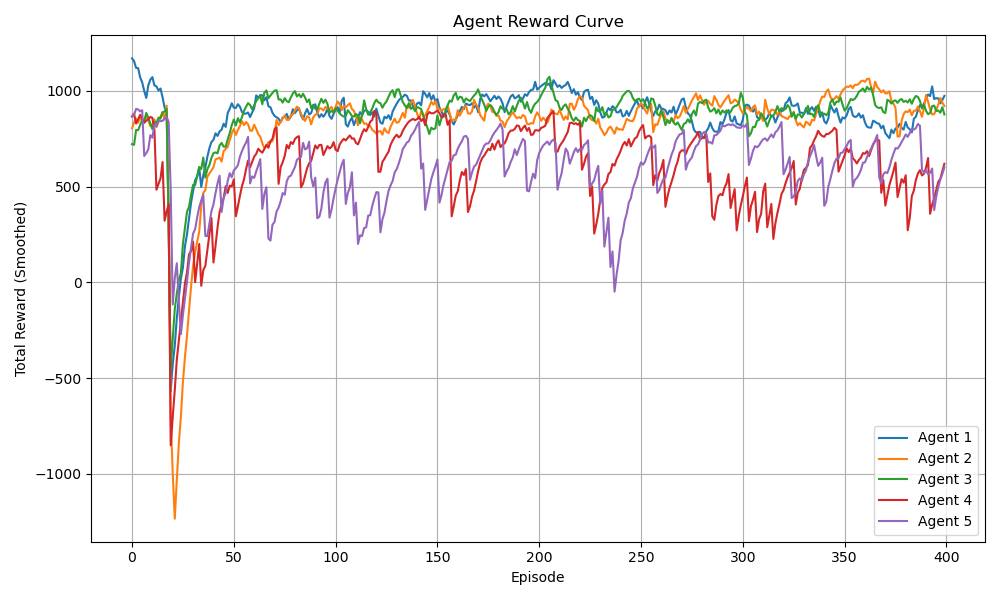 Agent Reward Curve
Total Reward (Smoothed)
1000
500
0
−500
−1000
0 50 100 150 200 250 300 350 400
Episode
Agent 1
Agent 2
Agent 3
Agent 4
Agent 5